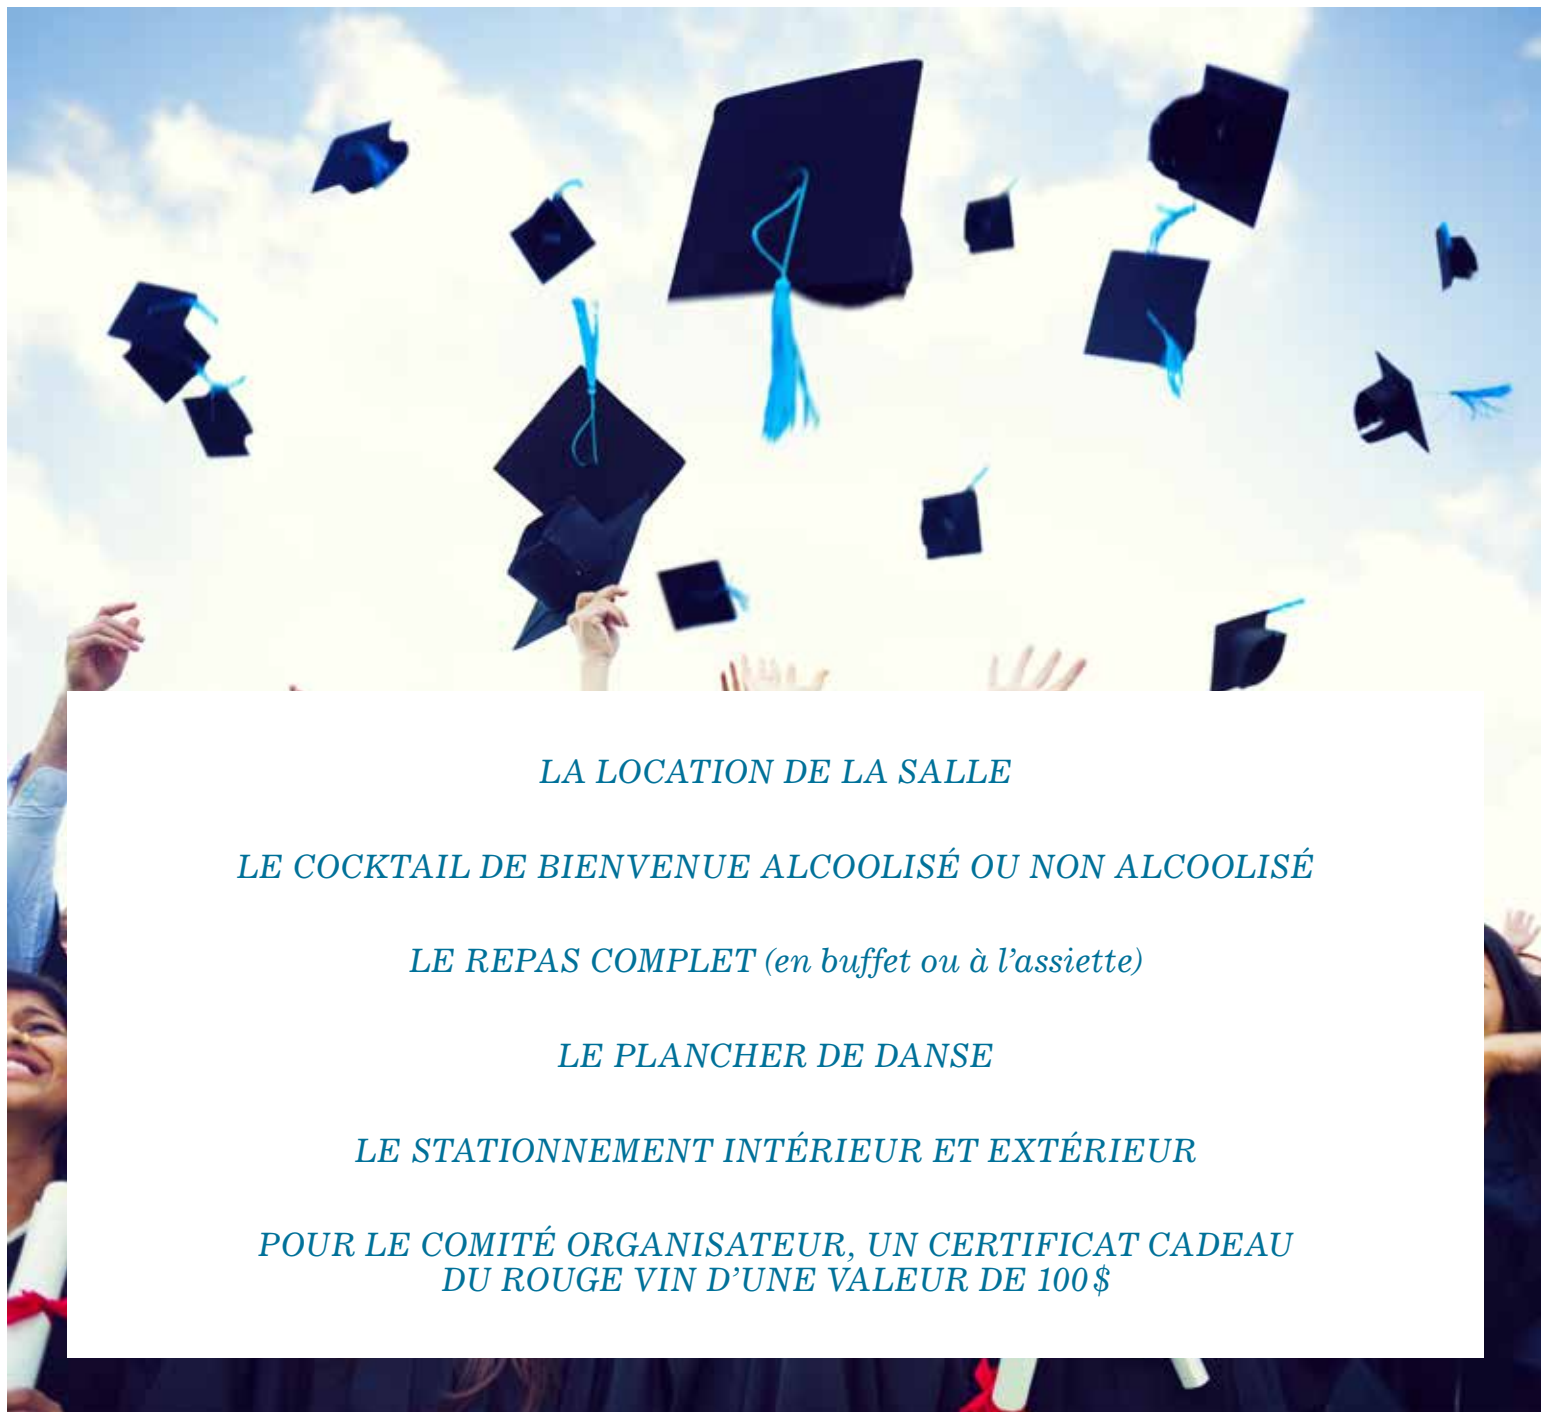 LA LOCATION DE LA SALLE
LE COCKTAIL DE BIENVENUE ALCOOLISÉ OU NON ALCOOLISÉ
LE REPAS COMPLET (en buffet ou à l’assiette)
LE PLANCHER DE DANSE
LE STATIONNEMENT INTÉRIEUR ET EXTÉRIEUR
POUR LE COMITÉ ORGANISATEUR, UN CERTIFICAT CADEAU
DU ROUGE VIN D’UNE VALEUR DE 100 $